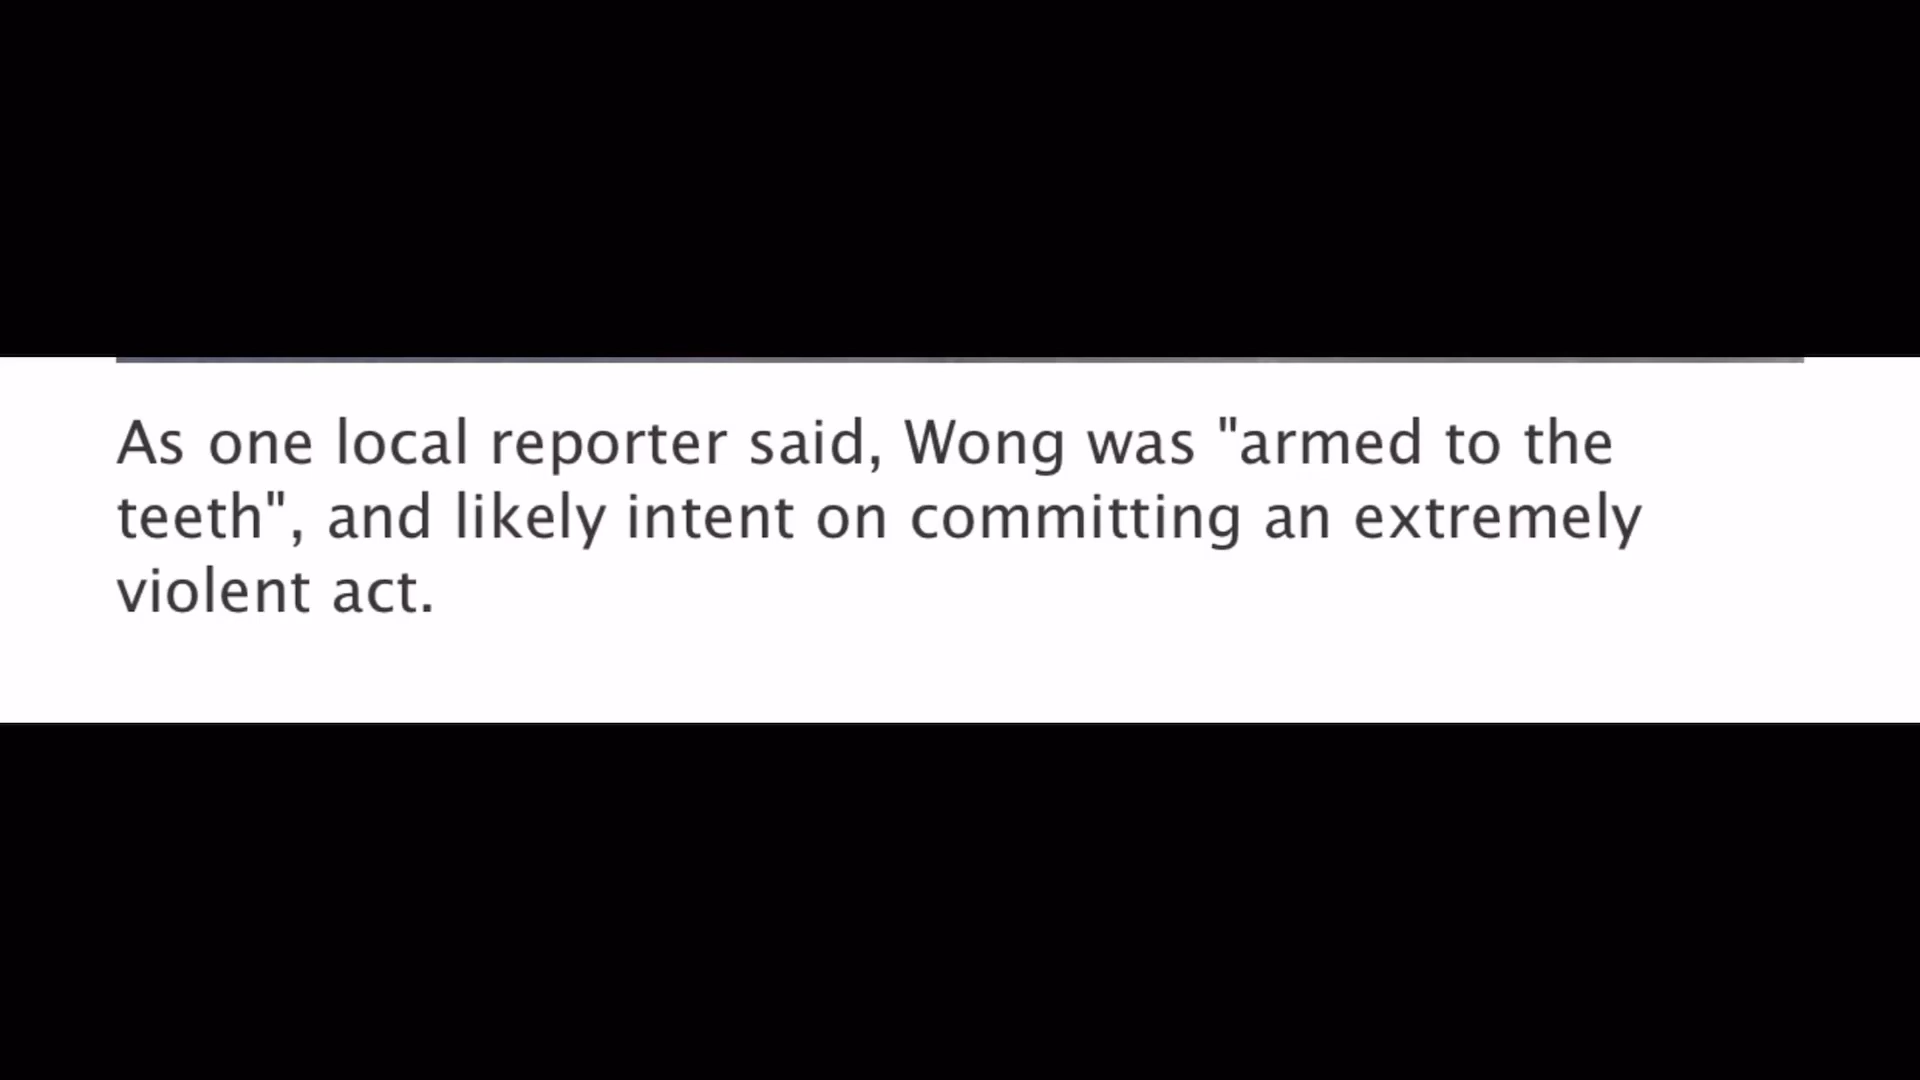 As one local reporter said, Wong was "armed to the
teeth", and likely intent on committing an extremely
violent act.